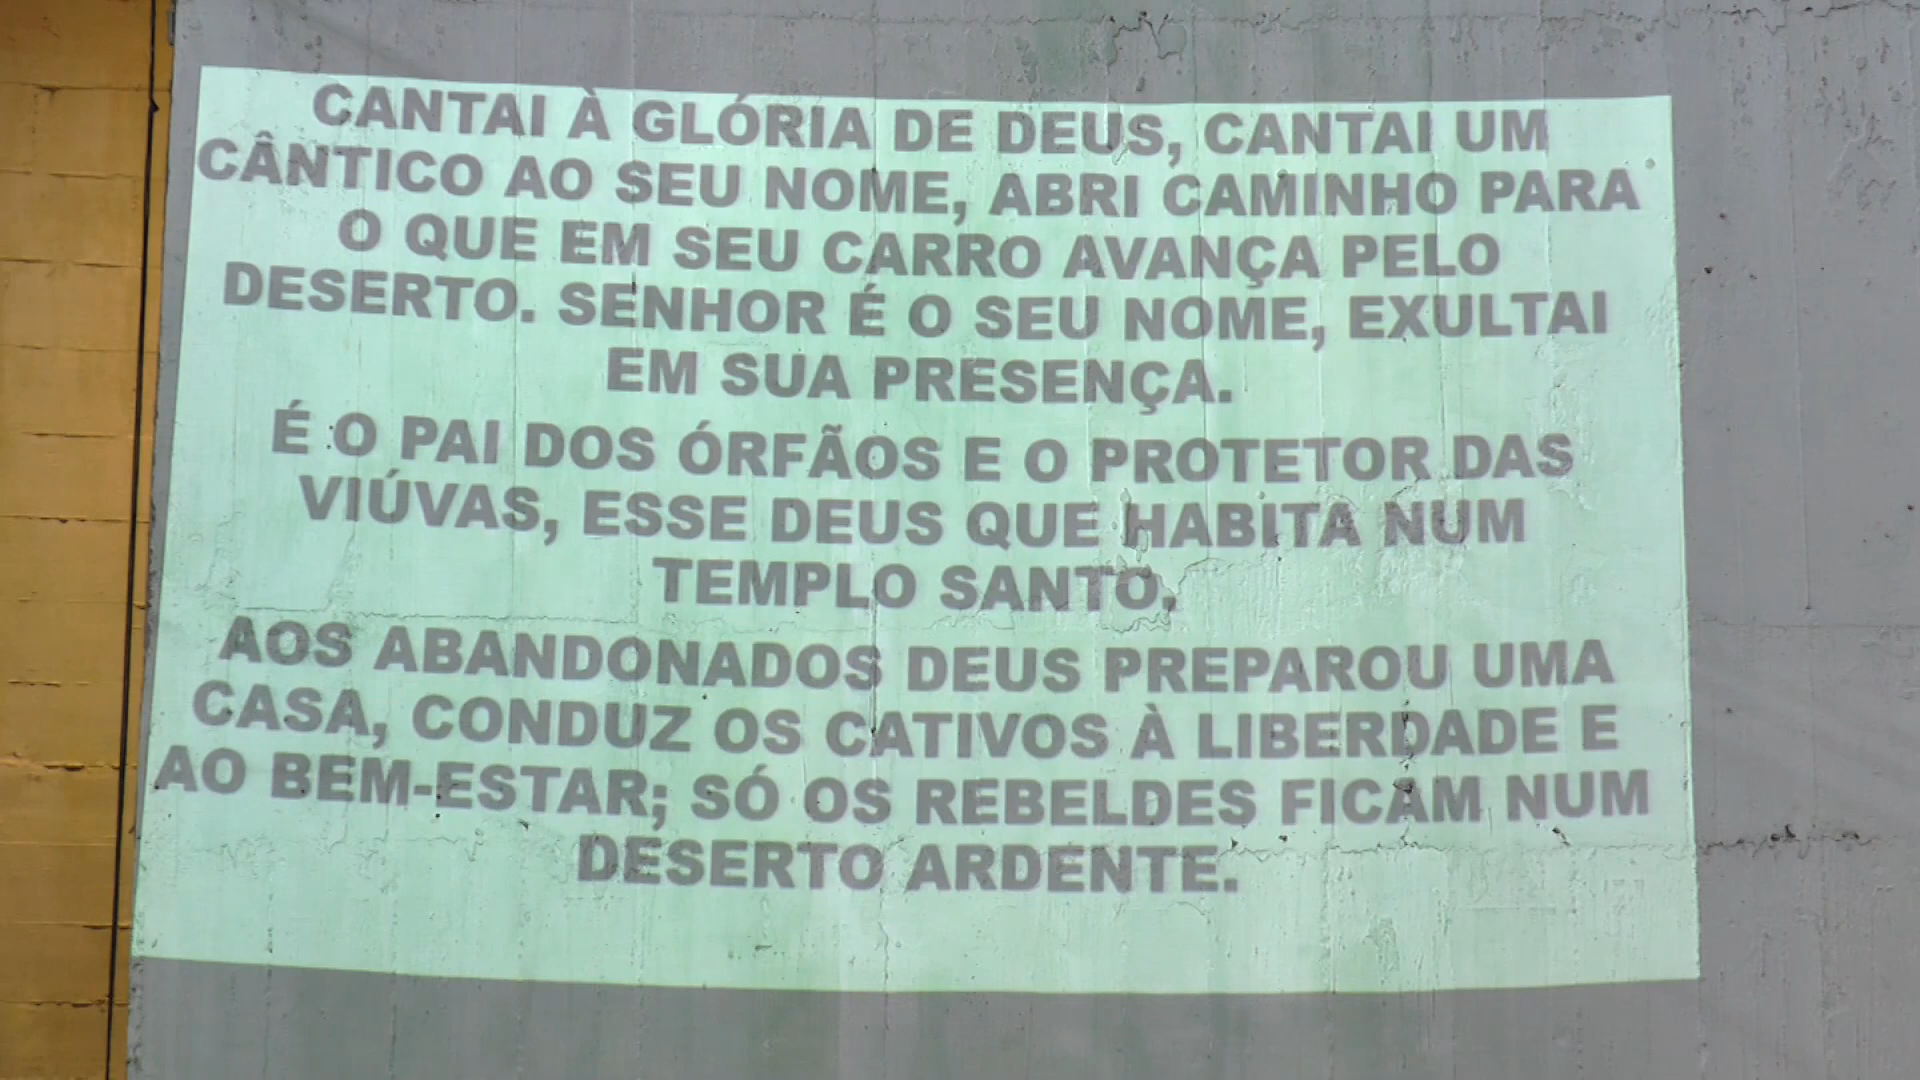 CANTAI À GLÓRIA DE DEUS, CANTAI UM
CÂNTICO AO SEU NOME, ABRI CAMINHO PARA
O QUE EM SEU CARRO AVANÇA PELO
DESERTO. SENHOR É O SEU NOME, EXULTAI
EM SUA PRESENÇA.
É O PAI DOS ÓRFÃOS E O PROTETOR DAS
VIÚVAS, ESSE DEUS QUE HABITA NUM
TEMPLO SANTO.
AOS ABANDONADOS DEUS PREPAROU UMA
CASA, CONDUZ OS CATIVOS À LIBERDADE E
AO BEM-ESTAR; SÓ OS REBELDES FICAM NUM
DESERTO ARDENTE.